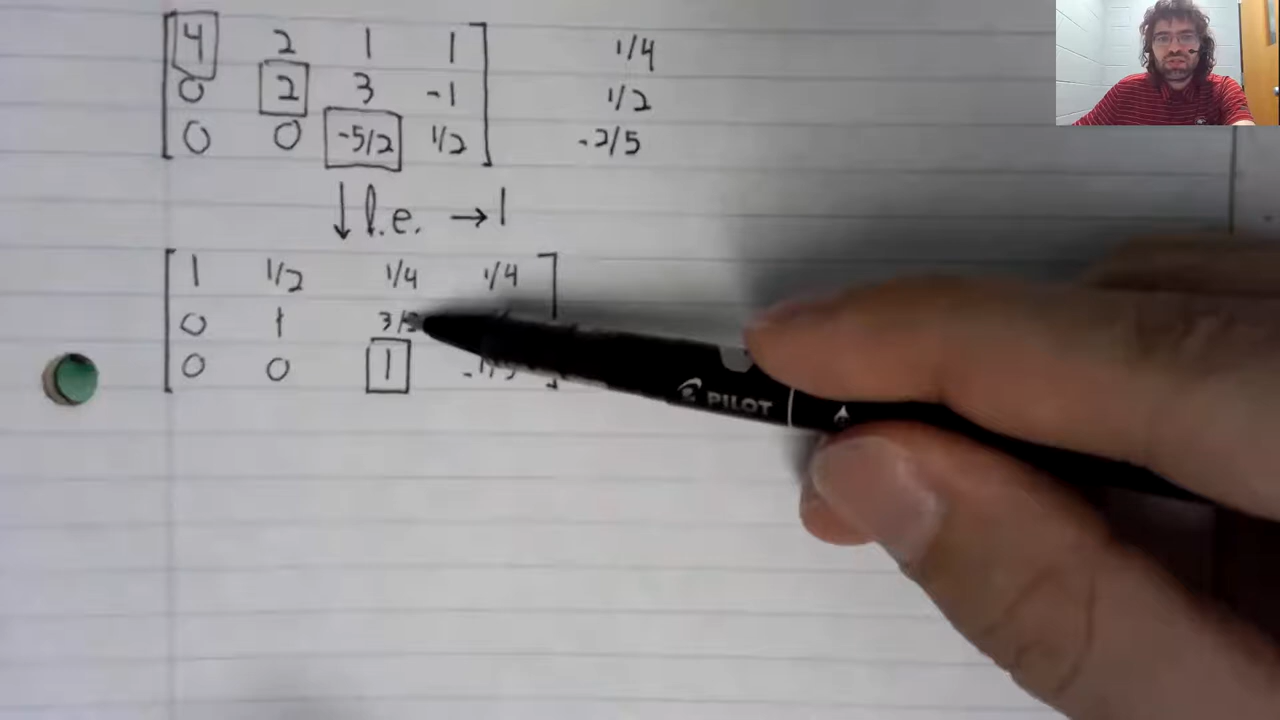 4 2 1 1 1/4
0 2 3 -1 1/2
0 0 -5/2 1/2 -2/5
↓ l.e. → 1
1 1/2 1/4 1/4
0 1
0 0 1
PILOT